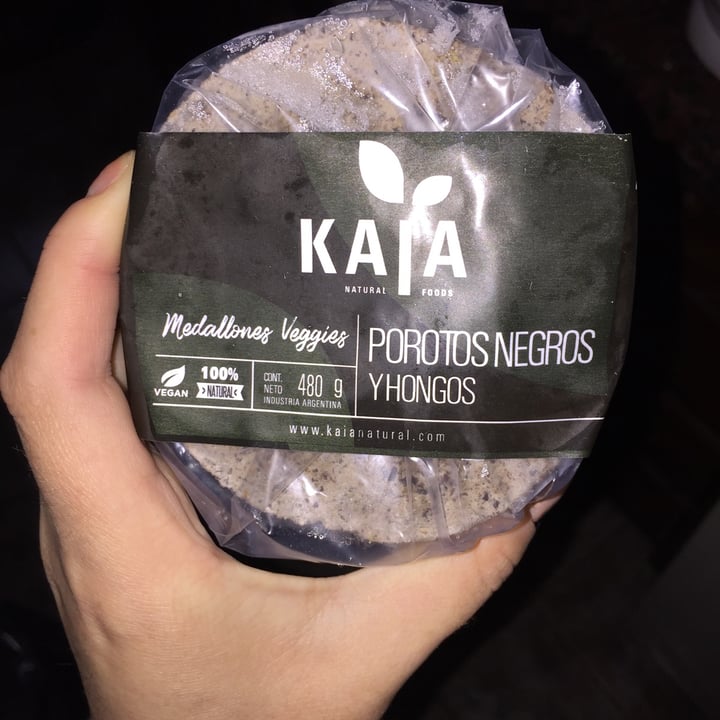 KAIA
NATURAL FOODS
Medallones Veggies
POROTOS NEGROS
Y HONGOS
VEGAN
100%
NATURAL
CONT.
NETO 480 g
INDUSTRIA ARGENTINA
www.kaianatural.com